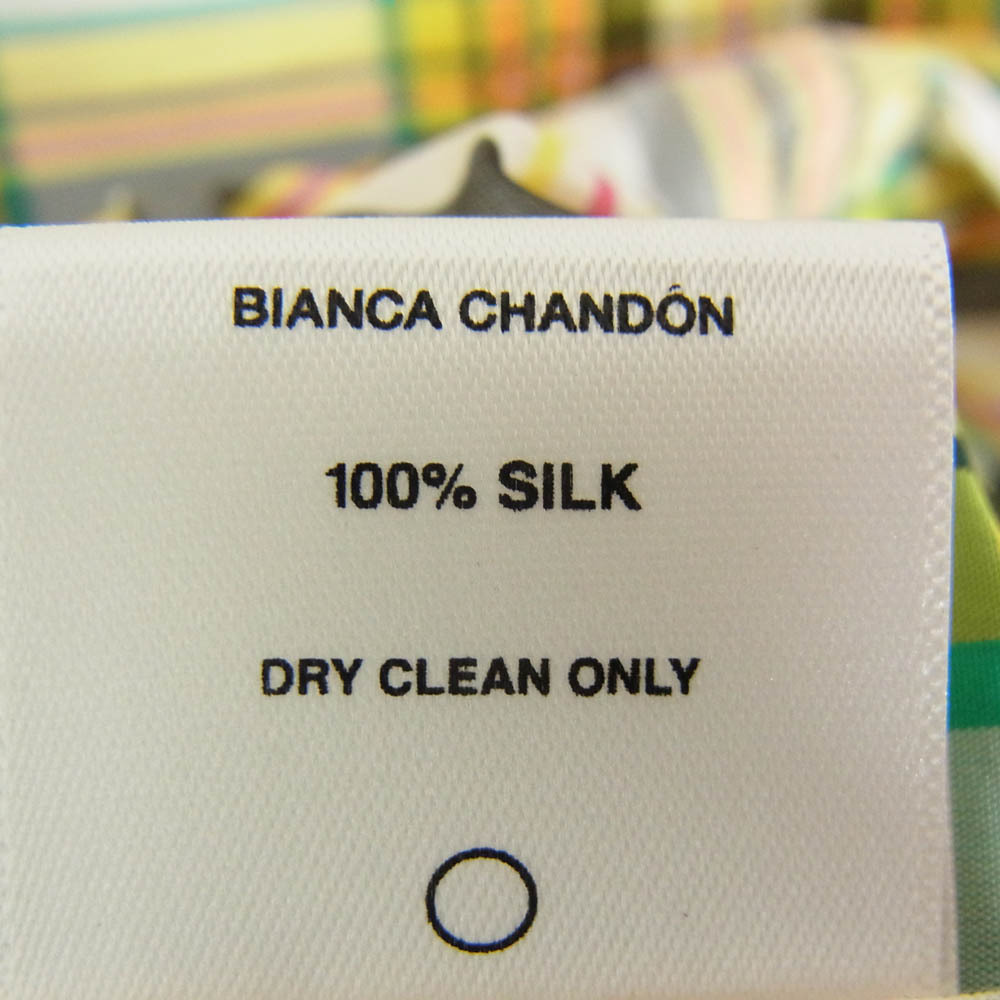 BIANCA CHANDÔN
100% SILK
DRY CLEAN ONLY